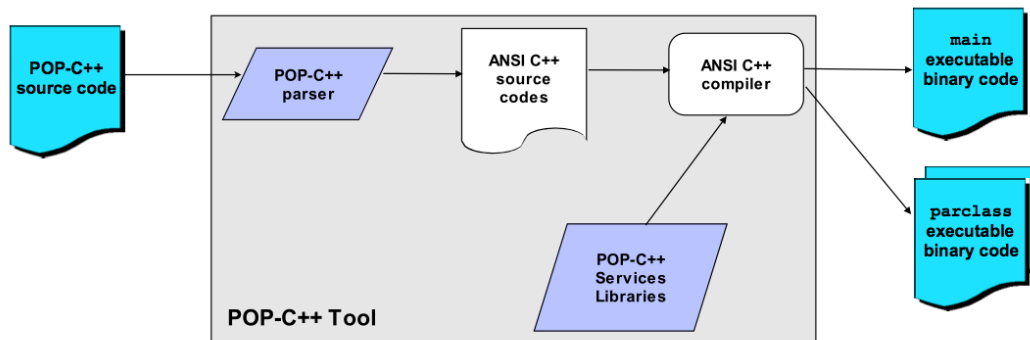 POP-C++
source code
POP-C++
parser
ANSI C++
source
codes
ANSI C++
compiler
main
executable
binary code
parclass
executable
binary code
POP-C++
Services
Libraries
POP-C++ Tool